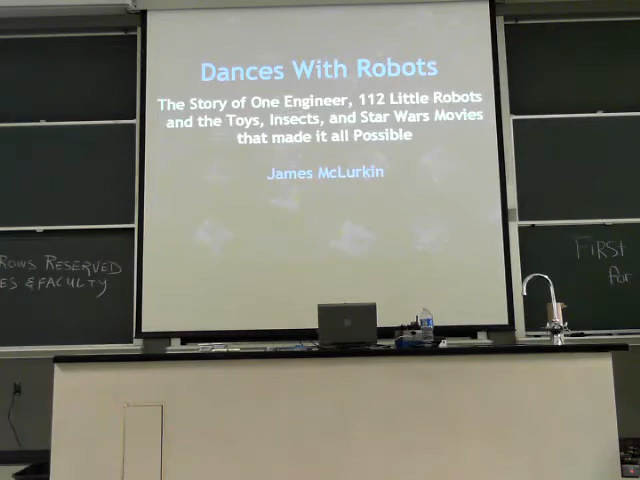 Dances With Robots
The Story of One Engineer, 112 Little Robots
and the Toys, Insects, and Star Wars Movies
that made it all Possible
James McLurkin
ROWS RESERVED
ES & FACULTY
FIRST
For